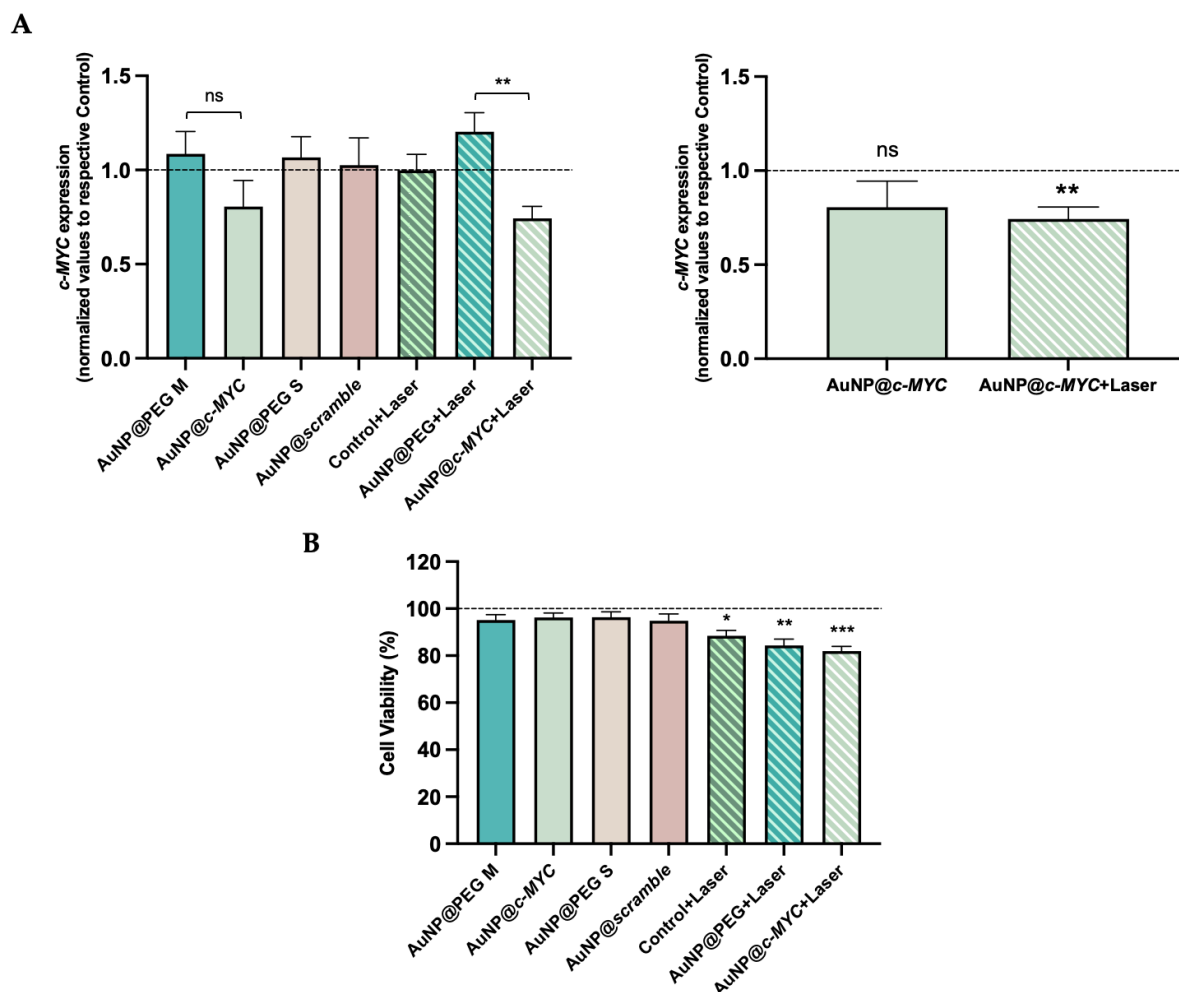 A
c-MYC expression
(normalized values to respective Control)
1.5
1.0
0.5
0.0
ns
**
AuNP@PEG M
AuNP@c-MYC
AuNP@PEG S
AuNP@scramble
Control+Laser
AuNP@PEG+Laser
AuNP@c-MYC+Laser
c-MYC expression
(normalized values to respective Control)
1.5
1.0
0.5
0.0
ns
**
AuNP@c-MYC
AuNP@c-MYC+Laser
B
Cell Viability (%)
120
100
80
60
40
20
0
*
**
***
AuNP@PEG M
AuNP@c-MYC
AuNP@PEG S
AuNP@scramble
Control+Laser
AuNP@PEG+Laser
AuNP@c-MYC+Laser